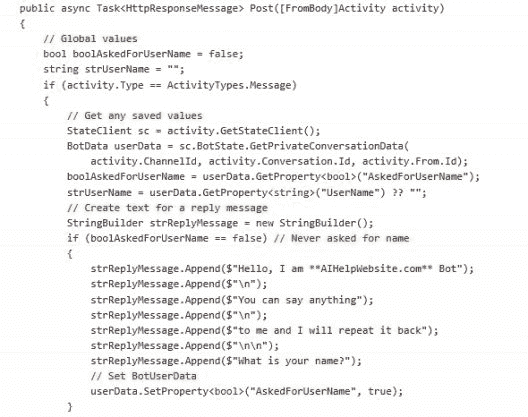 public async Task<HttpResponseMessage> Post([FromBody]Activity activity)
{
// Global values
bool boolAskedForUserName = false;
string strUserName = "";
if (activity.Type == ActivityTypes.Message)
{
// Get any saved values
StateClient sc = activity.GetStateClient();
BotData userData = sc.BotState.GetPrivateConversationData(
activity.ChannelId, activity.Conversation.Id, activity.From.Id);
boolAskedForUserName = userData.GetProperty<bool>("AskedForUserName");
strUserName = userData.GetProperty<string>("UserName") ?? "";
// Create text for a reply message
StringBuilder strReplyMessage = new StringBuilder();
if (boolAskedForUserName == false) // Never asked for name
{
strReplyMessage.Append($"Hello, I am **AIHelpWebsite.com** Bot");
strReplyMessage.Append($"\n");
strReplyMessage.Append($"You can say anything");
strReplyMessage.Append($"\n");
strReplyMessage.Append($"to me and I will repeat it back");
strReplyMessage.Append($"\n\n");
strReplyMessage.Append($"What is your name?");
// Set BotUserData
userData.SetProperty<bool>("AskedForUserName", true);
}